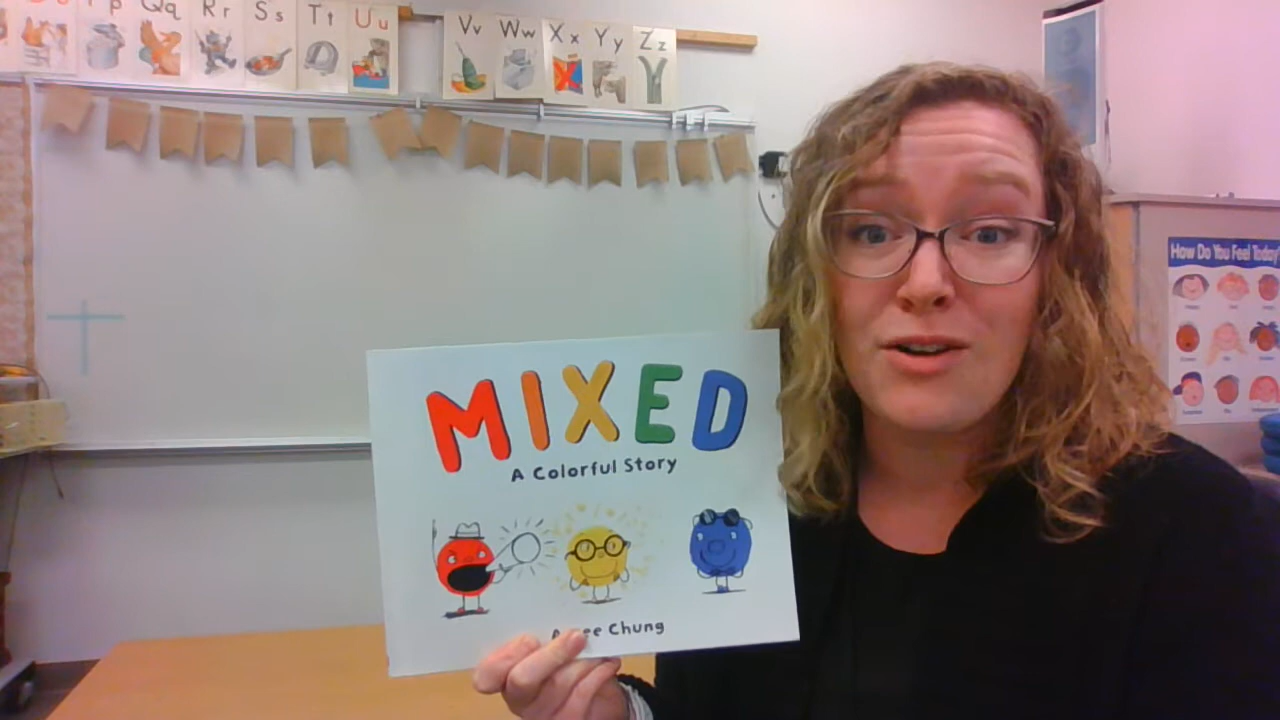 Qq Rr Ss Tt Uu Vv Ww Xx Yy Zz
How Do You Feel Today?
MIXED
A Colorful Story
Chung